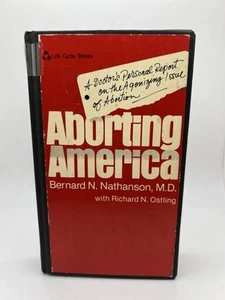 Life Cycle Books
A Doctor's Personal Report
on the Agonizing Issue
of Abortion
Aborting
America
Bernard N. Nathanson, M.D.
with Richard N. Ostling